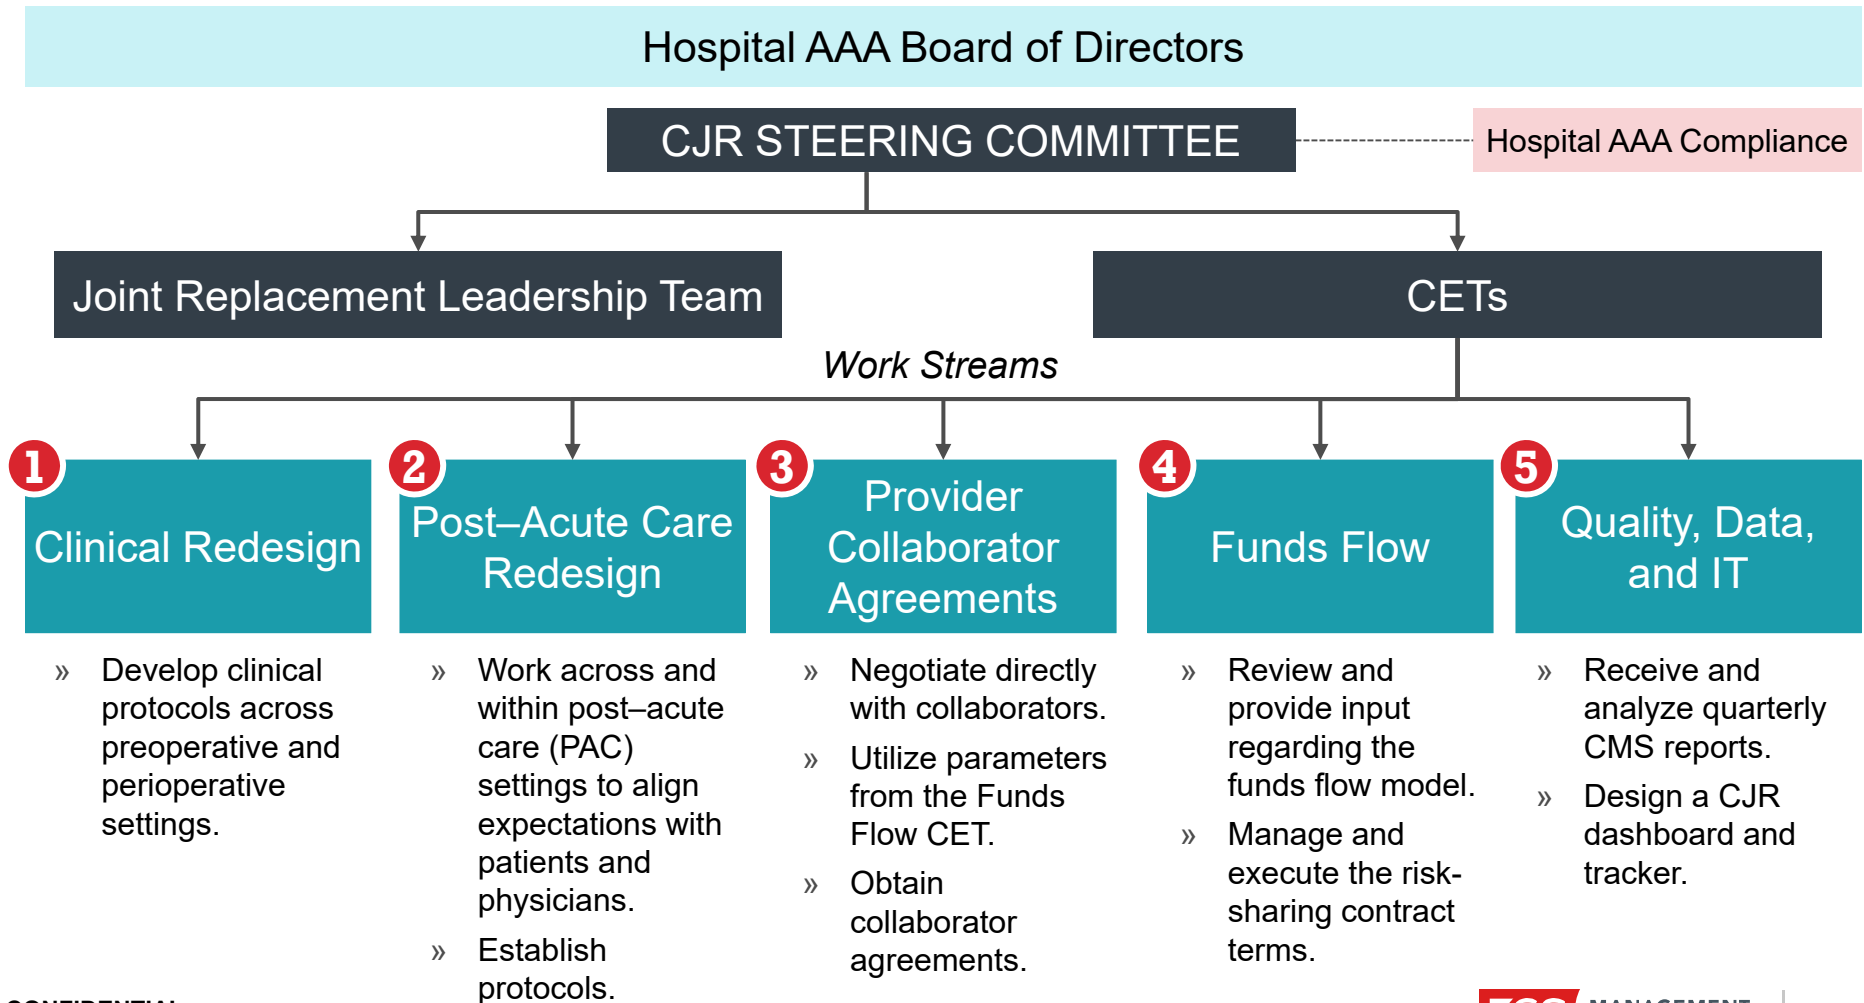 Hospital AAA Board of Directors
CJR STEERING COMMITTEE
Hospital AAA Compliance
Joint Replacement Leadership Team
CETs
Work Streams
1
Clinical Redesign
» Develop clinical
protocols across
preoperative and
perioperative
settings.
2
Post–Acute Care
Redesign
» Work across and
within post–acute
care (PAC)
settings to align
expectations with
patients and
physicians.
» Establish
protocols.
3
Provider
Collaborator
Agreements
» Negotiate directly
with collaborators.
» Utilize parameters
from the Funds
Flow CET.
» Obtain
collaborator
agreements.
4
Funds Flow
» Review and
provide input
regarding the
funds flow model.
» Manage and
execute the risk-
sharing contract
terms.
5
Quality, Data,
and IT
» Receive and
analyze quarterly
CMS reports.
» Design a CJR
dashboard and
tracker.
CONFIDENTIAL
MANAGEMENT